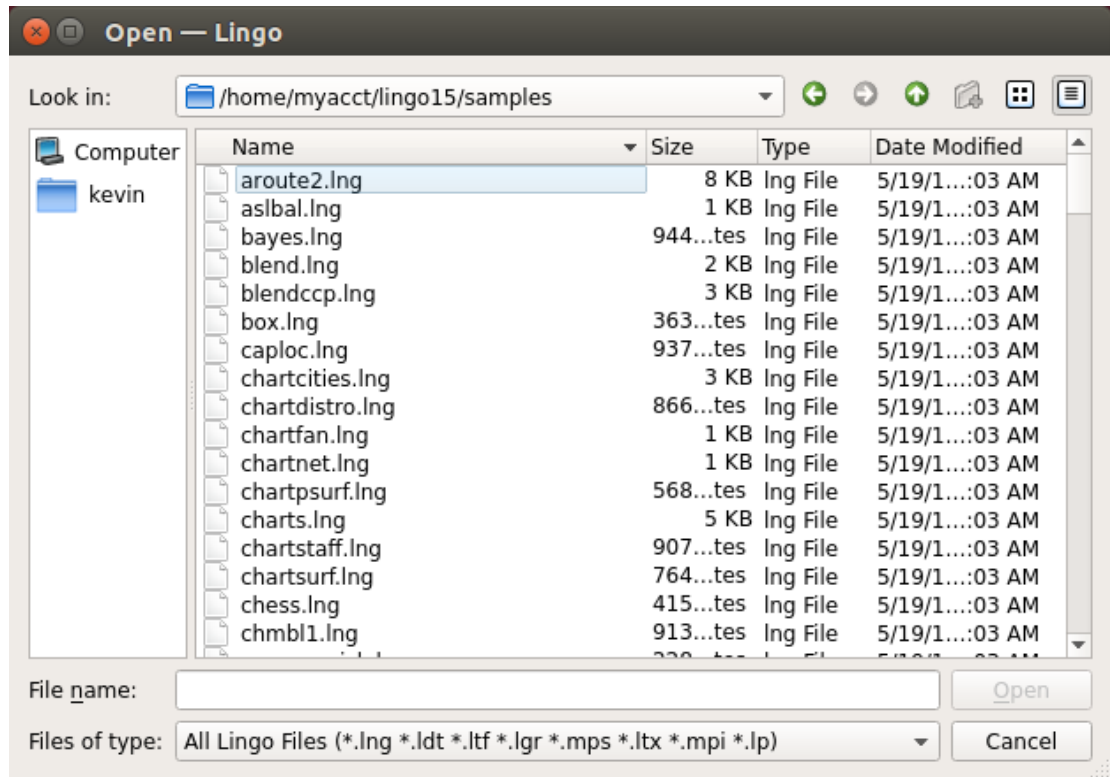 Open — Lingo
Look in: /home/myacct/lingo15/samples
Computer
kevin
Name Size Type Date Modified
aroute2.lng 8 KB lng File 5/19/1...:03 AM
aslbal.lng 1 KB lng File 5/19/1...:03 AM
bayes.lng 944...tes lng File 5/19/1...:03 AM
blend.lng 2 KB lng File 5/19/1...:03 AM
blendccp.lng 3 KB lng File 5/19/1...:03 AM
box.lng 363...tes lng File 5/19/1...:03 AM
caploc.lng 937...tes lng File 5/19/1...:03 AM
chartcities.lng 3 KB lng File 5/19/1...:03 AM
chartdistro.lng 866...tes lng File 5/19/1...:03 AM
chartfan.lng 1 KB lng File 5/19/1...:03 AM
chartnet.lng 1 KB lng File 5/19/1...:03 AM
chartpsurf.lng 568...tes lng File 5/19/1...:03 AM
charts.lng 5 KB lng File 5/19/1...:03 AM
chartstaff.lng 907...tes lng File 5/19/1...:03 AM
chartsurf.lng 764...tes lng File 5/19/1...:03 AM
chess.lng 415...tes lng File 5/19/1...:03 AM
chmbl1.lng 913...tes lng File 5/19/1...:03 AM
File name: Open
Files of type: All Lingo Files (*.lng *.ldt *.ltf *.lgr *.mps *.ltx *.mpi *.lp) Cancel